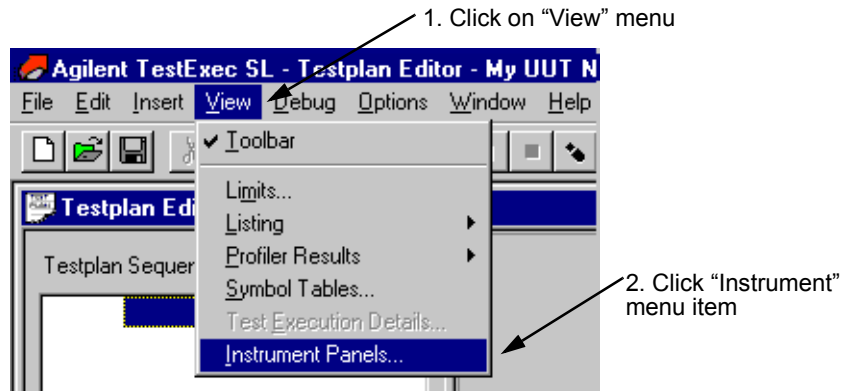 1. Click on “View” menu
Agilent TestExec SL - Testplan Editor - My UUT N
File Edit Insert View Debug Options Window Help
Toolbar
Testplan Edi
Limits...
Listing
Testplan Sequer
Profiler Results
Symbol Tables...
Test Execution Details...
Instrument Panels...
2. Click “Instrument”
menu item